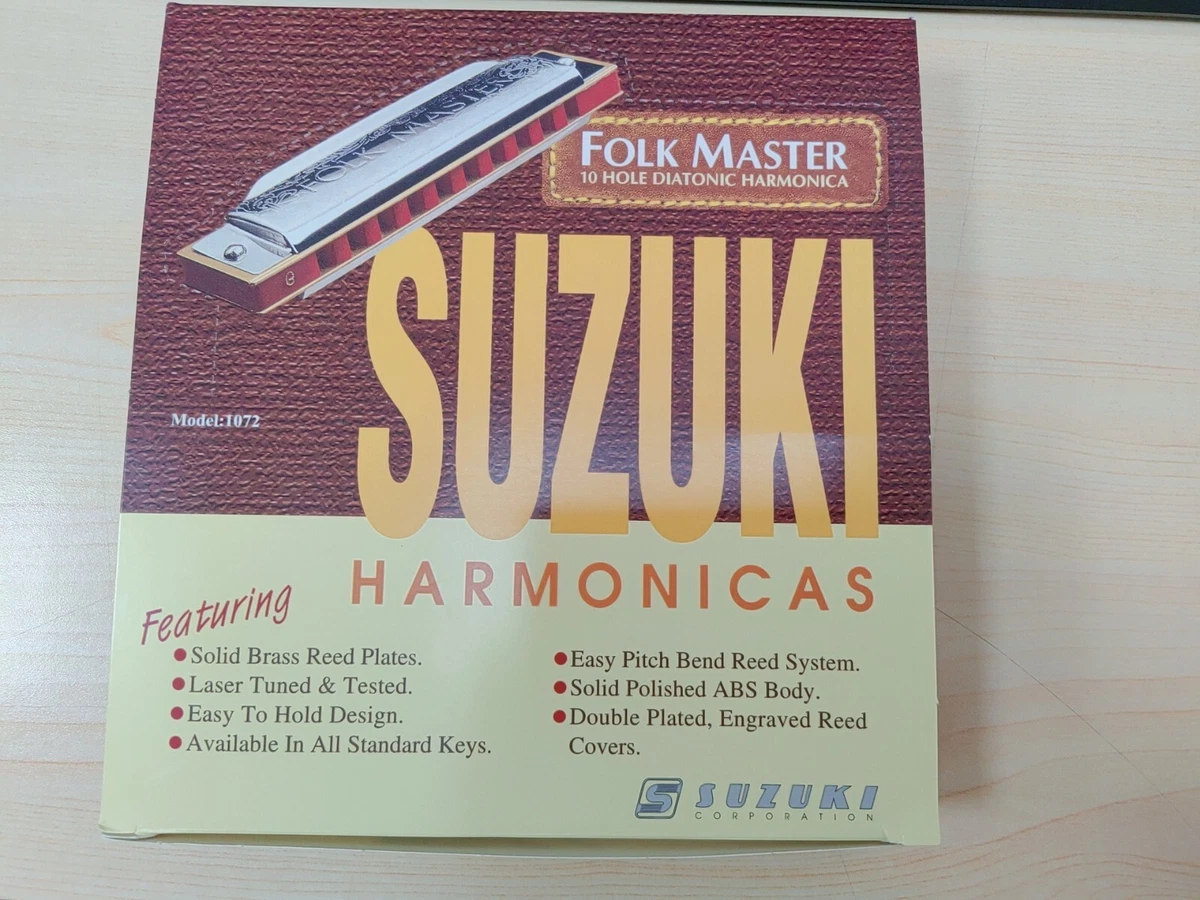 FOLK MASTER
FOLK MASTER
10 HOLE DIATONIC HARMONICA
SUZUKI
Model:1072
HARMONICAS
Featuring
Solid Brass Reed Plates.
Laser Tuned & Tested.
Easy To Hold Design.
Available In All Standard Keys.
Easy Pitch Bend Reed System.
Solid Polished ABS Body.
Double Plated, Engraved Reed
Covers.
S SUZUKI
CORPORATION